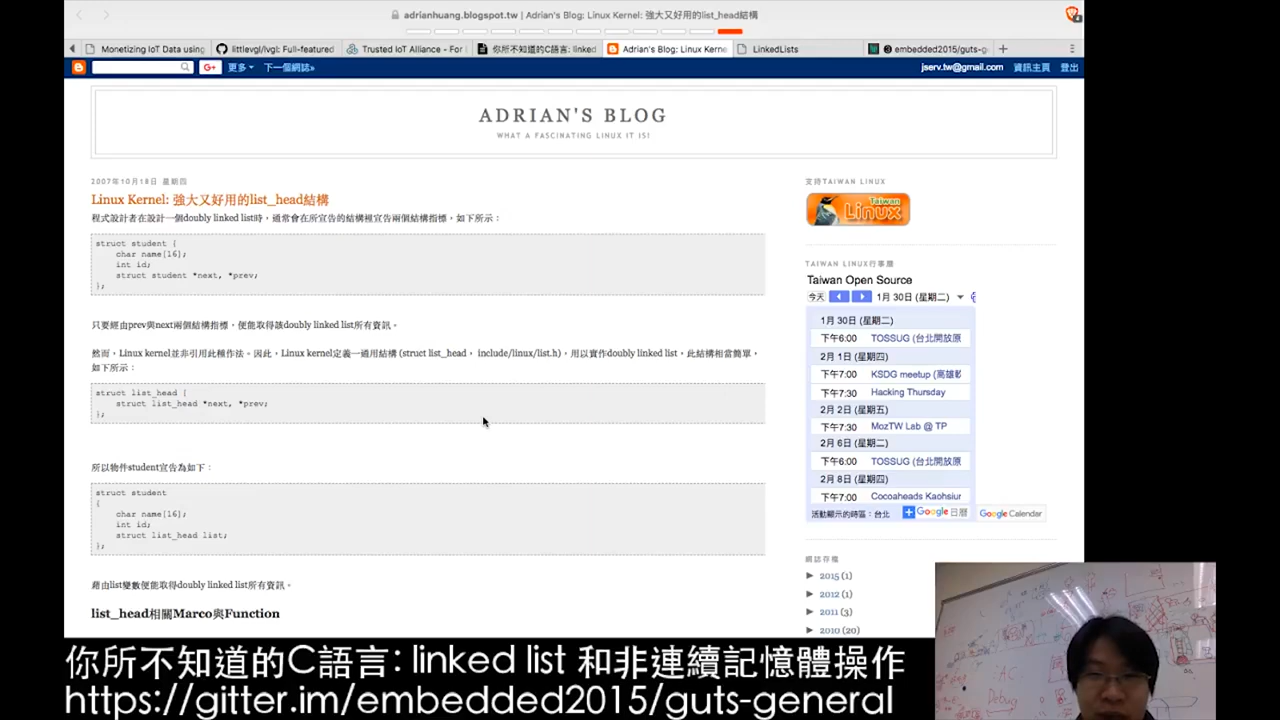 adrianhuang.blogspot.tw | Adrian's Blog: Linux Kernel: 強大又好用的list_head結構
Monetizing IoT Data using
littlevgl/lvgl: Full-featured
Trusted IoT Alliance - For
你所不知道的C語言: linked
Adrian's Blog: Linux Kerne
LinkedLists
embedded2015/guts-g
G+ 更多 下一個網誌»
jserv.tw@gmail.com 資訊主頁 登出
ADRIAN'S BLOG
WHAT A FASCINATING LINUX IT IS!
2007年10月18日 星期四
Linux Kernel: 強大又好用的list_head結構
程式設計者在設計一個doubly linked list時，通常會在所宣告的結構裡宣告兩個結構指標，如下所示：
struct student {
char name[16];
int id;
struct student *next, *prev;
};
只要經由prev與next兩個結構指標，便能取得該doubly linked list所有資訊。
然而，Linux kernel並非引用此種作法。因此，Linux kernel定義一通用結構 (struct list_head， include/linux/list.h)，用以實作doubly linked list，此結構相當簡單，
如下所示：
struct list_head {
struct list_head *next, *prev;
};
所以物件student宣告為如下：
struct student
{
char name[16];
int id;
struct list_head list;
};
藉由list變數便能取得doubly linked list所有資訊。
list_head相關Marco與Function
支持TAIWAN LINUX
Taiwan
Linux
TAIWAN LINUX行事曆
Taiwan Open Source
今天 1月 30日 (星期二)
1月 30日 (星期二)
下午6:00 TOSSUG (台北開放原
2月 1日 (星期四)
下午7:00 KSDG meetup (高雄軟
下午7:30 Hacking Thursday
2月 2日 (星期五)
下午7:30 MozTW Lab @ TP
2月 6日 (星期二)
下午6:00 TOSSUG (台北開放原
2月 8日 (星期四)
下午7:00 Cocoaheads Kaohsiur
活動顯示的時區：台北 Google 日曆 Google Calendar
網誌存檔
► 2015 (1)
► 2012 (1)
► 2011 (3)
► 2010 (20)
AC
Debug
你所不知道的C語言: linked list 和非連續記憶體操作
https://gitter.im/embedded2015/guts-general